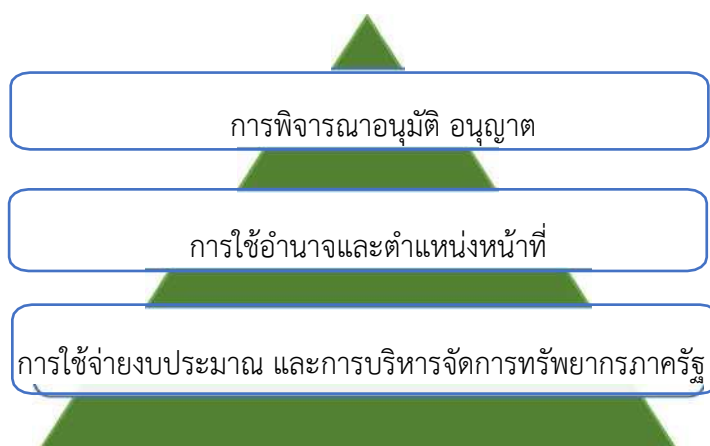 การพิจารณาอนุมัติ อนุญาต
การใช้อำนาจและตำแหน่งหน้าที่
การใช้จ่ายงบประมาณ และการบริหารจัดการทรัพยากรภาครัฐ